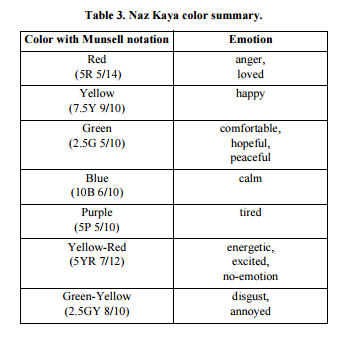 Table 3. Naz Kaya color summary.
Color with Munsell notation Emotion
Red
(5R 5/14)
anger,
loved
Yellow
(7.5Y 9/10)
happy
Green
(2.5G 5/10)
comfortable,
hopeful,
peaceful
Blue
(10B 6/10)
calm
Purple
(5P 5/10)
tired
Yellow-Red
(5YR 7/12)
energetic,
excited,
no-emotion
Green-Yellow
(2.5GY 8/10)
disgust,
annoyed